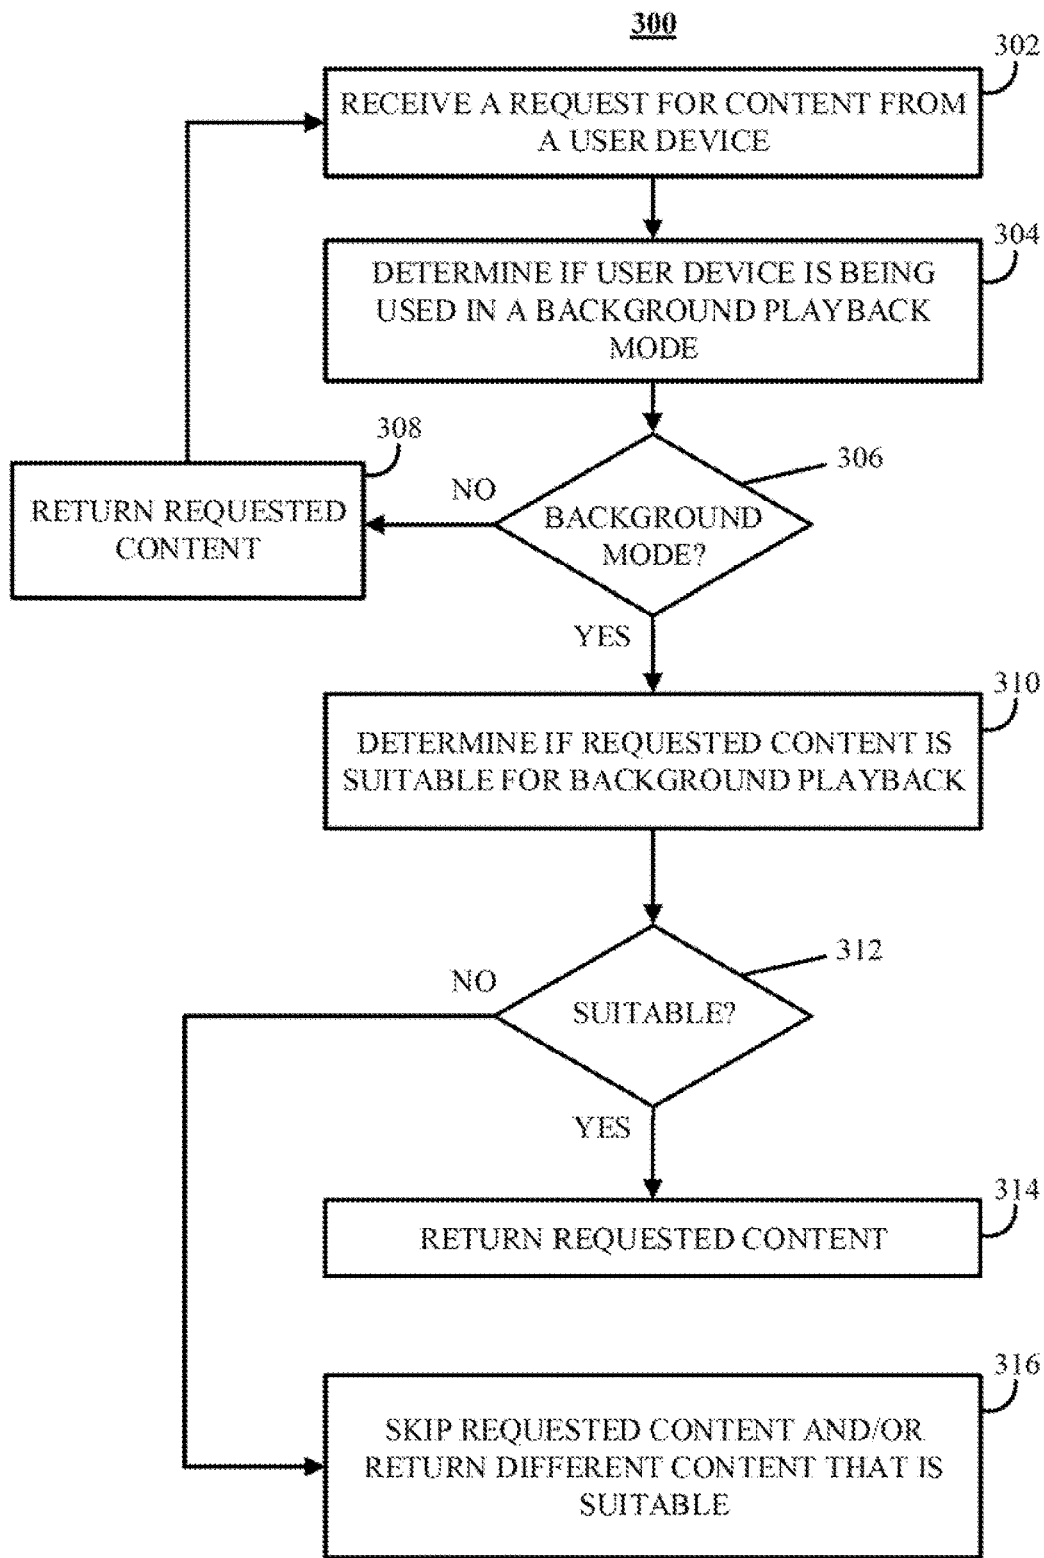 300
302
RECEIVE A REQUEST FOR CONTENT FROM
A USER DEVICE
304
DETERMINE IF USER DEVICE IS BEING
USED IN A BACKGROUND PLAYBACK
MODE
308
306
NO
RETURN REQUESTED
CONTENT
BACKGROUND
MODE?
YES
310
DETERMINE IF REQUESTED CONTENT IS
SUITABLE FOR BACKGROUND PLAYBACK
312
NO
SUITABLE?
YES
314
RETURN REQUESTED CONTENT
316
SKIP REQUESTED CONTENT AND/OR
RETURN DIFFERENT CONTENT THAT IS
SUITABLE